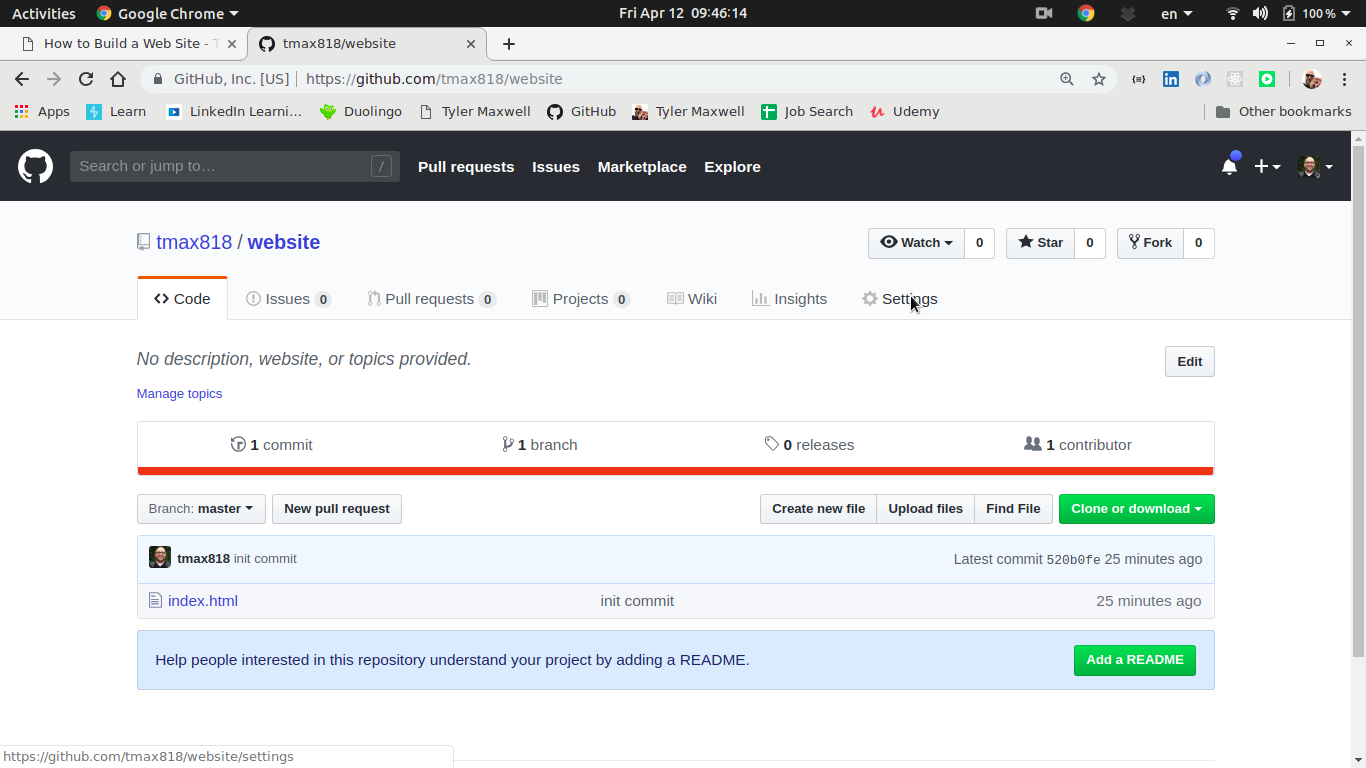 Activities Google Chrome Fri Apr 12 09:46:14 en 100 %
How to Build a Web Site - tmax818/website
GitHub, Inc. [US] | https://github.com/tmax818/website
Apps Learn LinkedIn Learni... Duolingo Tyler Maxwell GitHub Tyler Maxwell Job Search Udemy Other bookmarks
Search or jump to... / Pull requests Issues Marketplace Explore
tmax818 / website Watch 0 Star 0 Fork 0
Code Issues 0 Pull requests 0 Projects 0 Wiki Insights Settings
No description, website, or topics provided. Edit
Manage topics
1 commit 1 branch 0 releases 1 contributor
Branch: master New pull request Create new file Upload files Find File Clone or download
tmax818 init commit Latest commit 520b0fe 25 minutes ago
index.html init commit 25 minutes ago
Help people interested in this repository understand your project by adding a README. Add a README
https://github.com/tmax818/website/settings